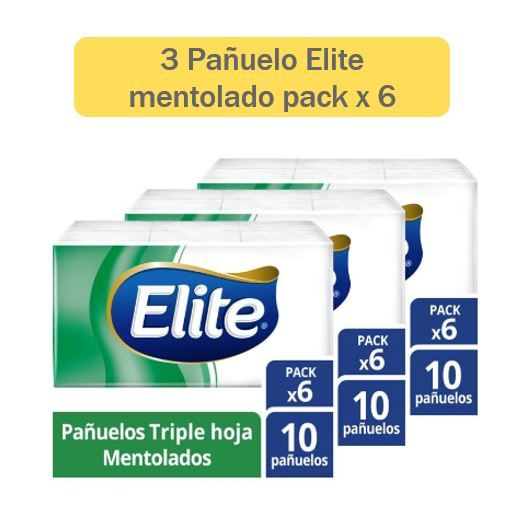 3 Pañuelo Elite
mentolado pack x 6
Elite
Pañuelos Triple hoja
Mentolados
PACK
x6
10
pañuelos
PACK
x6
10
pañuelos
PACK
x6
10
pañuelos